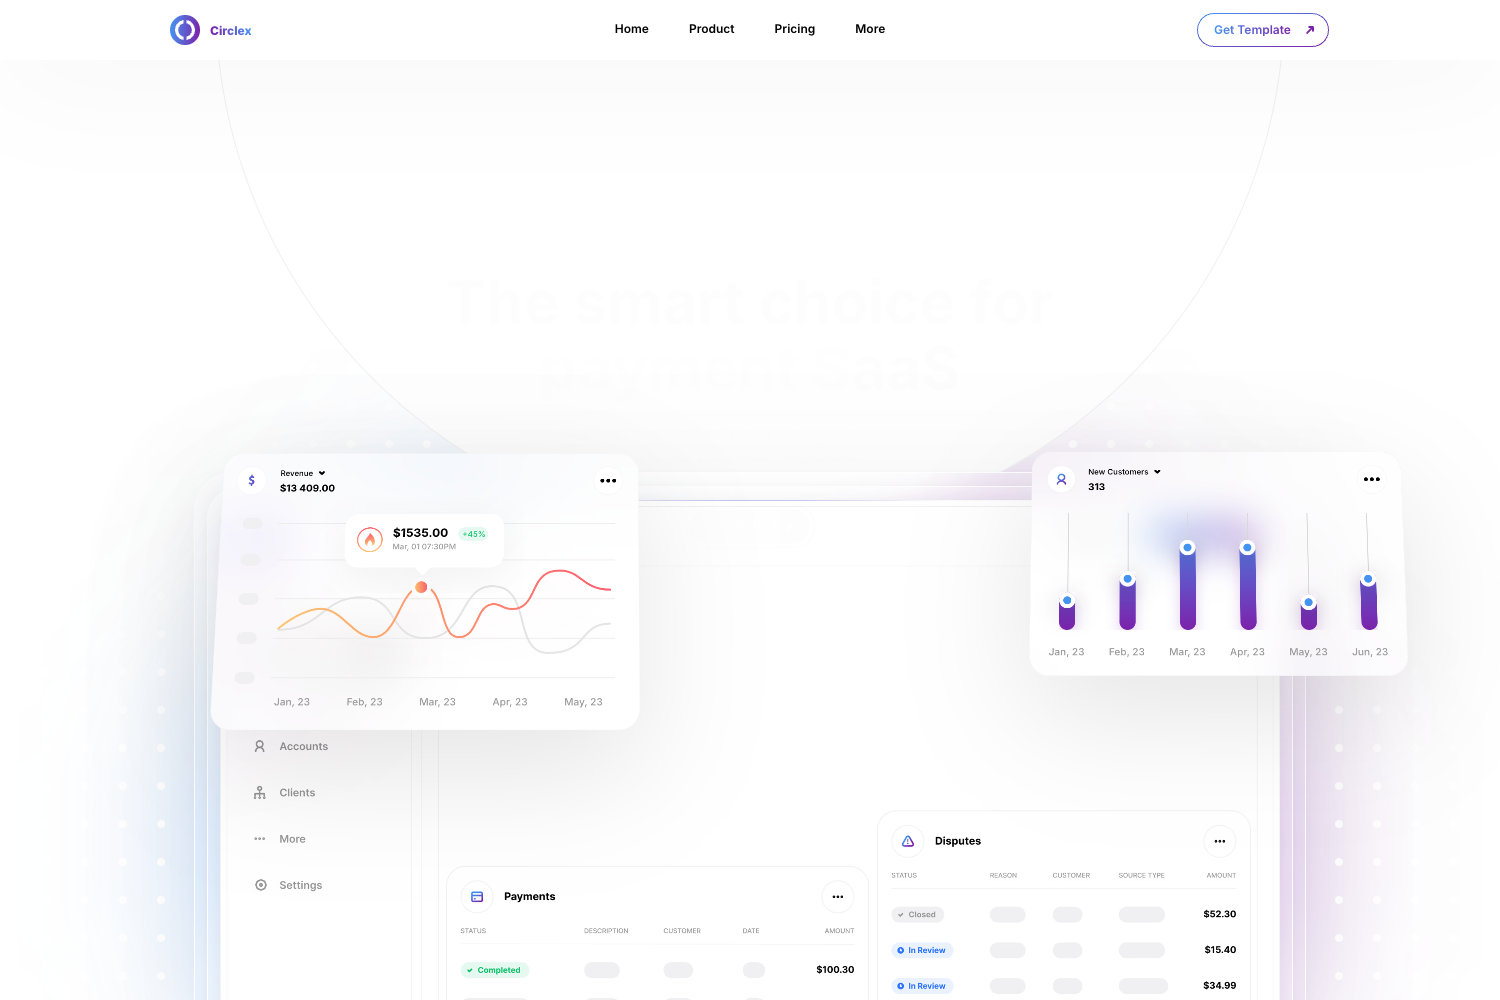 Circlex
Home
Product
Pricing
More
Get Template
The smart choice for
payment SaaS
Revenue
$13 409.00
$1535.00
+45%
Mar, 01 07:30PM
Jan, 23
Feb, 23
Mar, 23
Apr, 23
May, 23
New Customers
313
Jan, 23
Feb, 23
Mar, 23
Apr, 23
May, 23
Jun, 23
Accounts
Clients
More
Settings
Payments
STATUS
DESCRIPTION
CUSTOMER
DATE
AMOUNT
Completed
$100.30
Disputes
STATUS
REASON
CUSTOMER
SOURCE TYPE
AMOUNT
Closed
$52.30
In Review
$15.40
In Review
$34.99